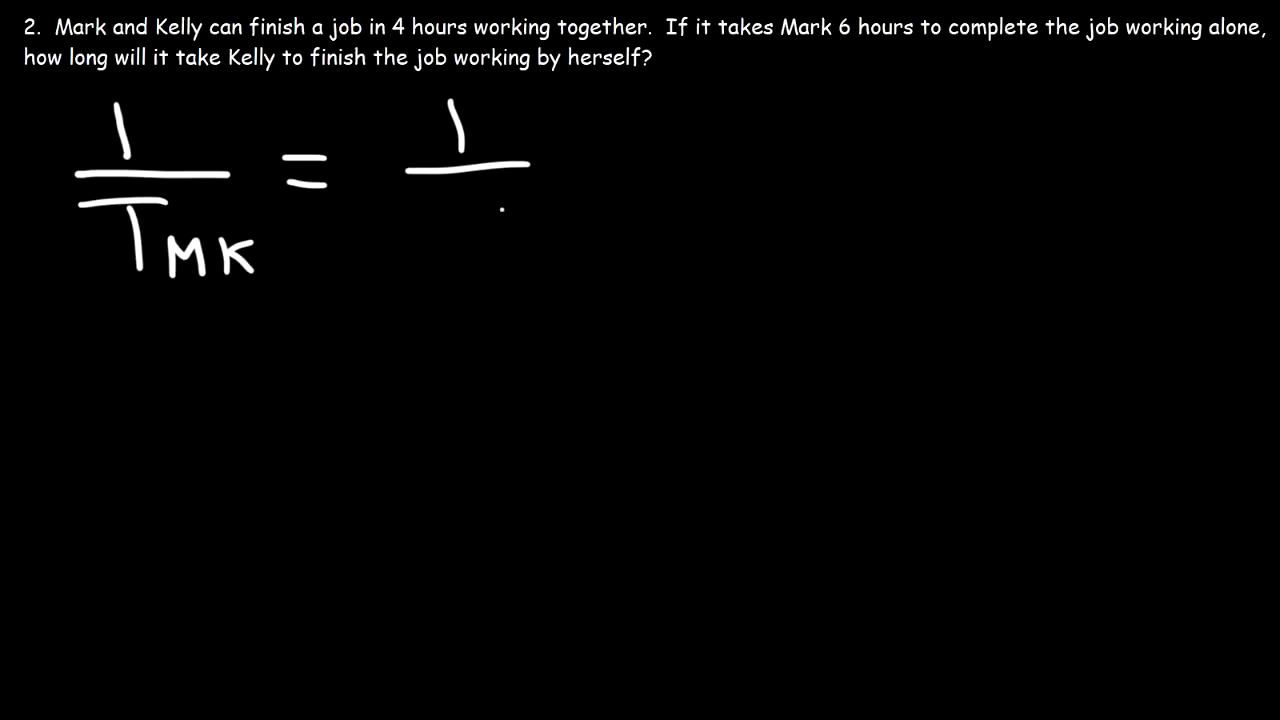 2. Mark and Kelly can finish a job in 4 hours working together. If it takes Mark 6 hours to complete the job working alone,
how long will it take Kelly to finish the job working by herself?
1 = 1
TMK